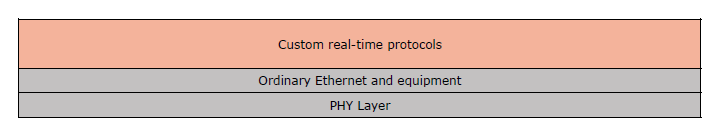 Custom real-time protocols
Ordinary Ethernet and equipment
PHY Layer